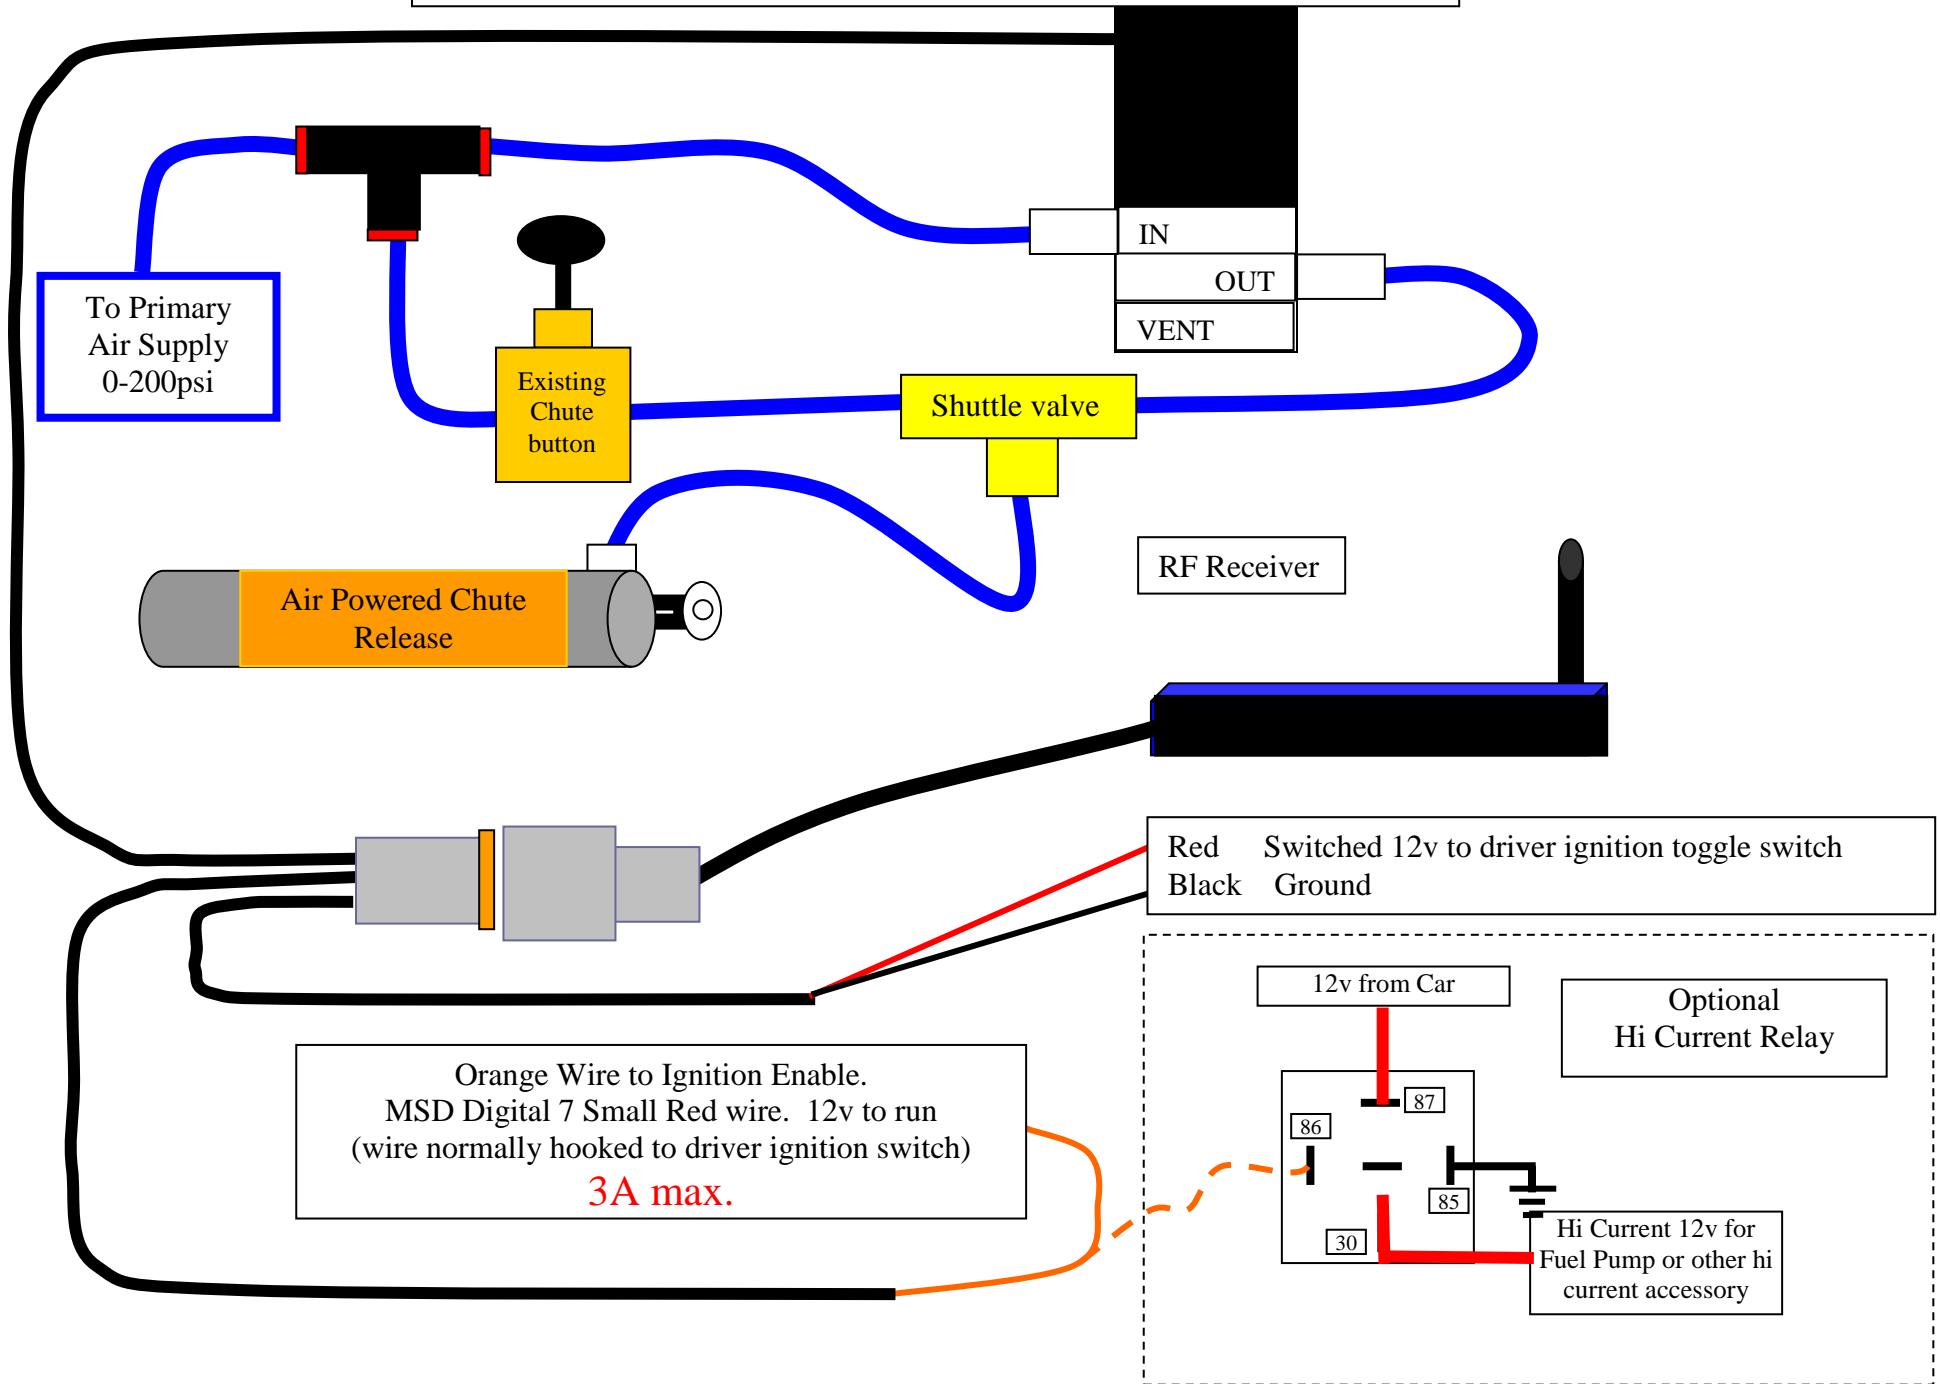 IN
OUT
VENT
To Primary
Air Supply
0-200psi
Existing
Chute
button
Shuttle valve
Air Powered Chute
Release
RF Receiver
Red Switched 12v to driver ignition toggle switch
Black Ground
12v from Car
Optional
Hi Current Relay
Orange Wire to Ignition Enable.
MSD Digital 7 Small Red wire. 12v to run
(wire normally hooked to driver ignition switch)
3A max.
87
86
85
30
Hi Current 12v for
Fuel Pump or other hi
current accessory